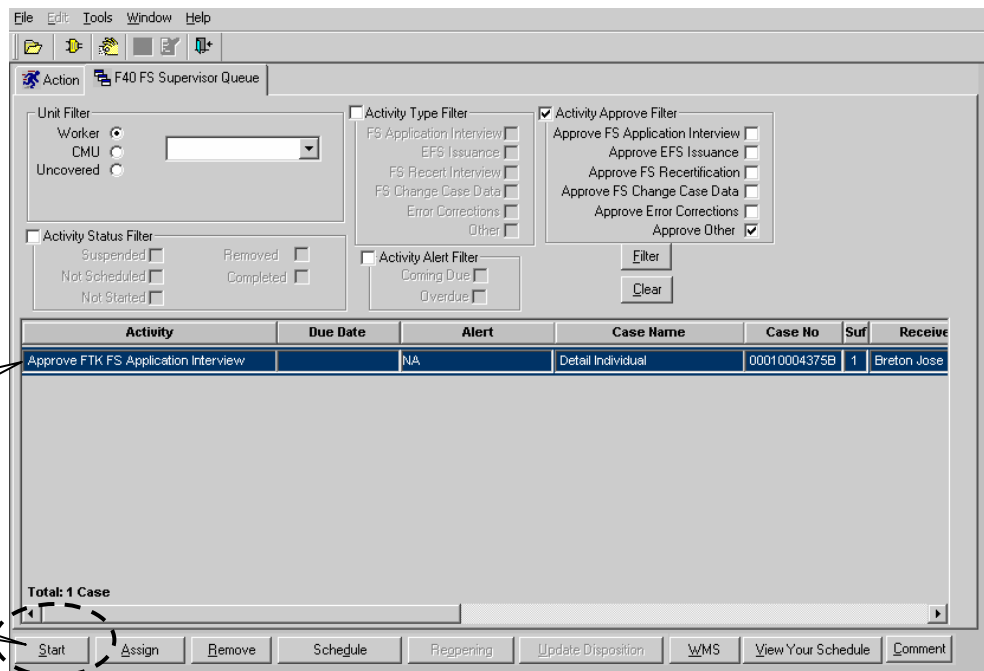 File Edit Tools Window Help
Action F40 FS Supervisor Queue
Unit Filter
Worker
CMU
Uncovered
Activity Type Filter
FS Application Interview
EFS Issuance
FS Recert Interview
FS Change Case Data
Error Corrections
Other
Activity Approve Filter
Approve FS Application Interview
Approve EFS Issuance
Approve FS Recertification
Approve FS Change Case Data
Approve Error Corrections
Approve Other
Activity Status Filter
Suspended Removed
Not Scheduled Completed
Not Started
Activity Alert Filter
Coming Due
Overdue
Filter
Clear
Activity Due Date Alert Case Name Case No Suf Receive
Approve FTK FS Application Interview NA Detail Individual 00010004375B 1 Breton Jose
Total: 1 Case
Start Assign Remove Schedule Reopening Update Disposition WMS View Your Schedule Comment